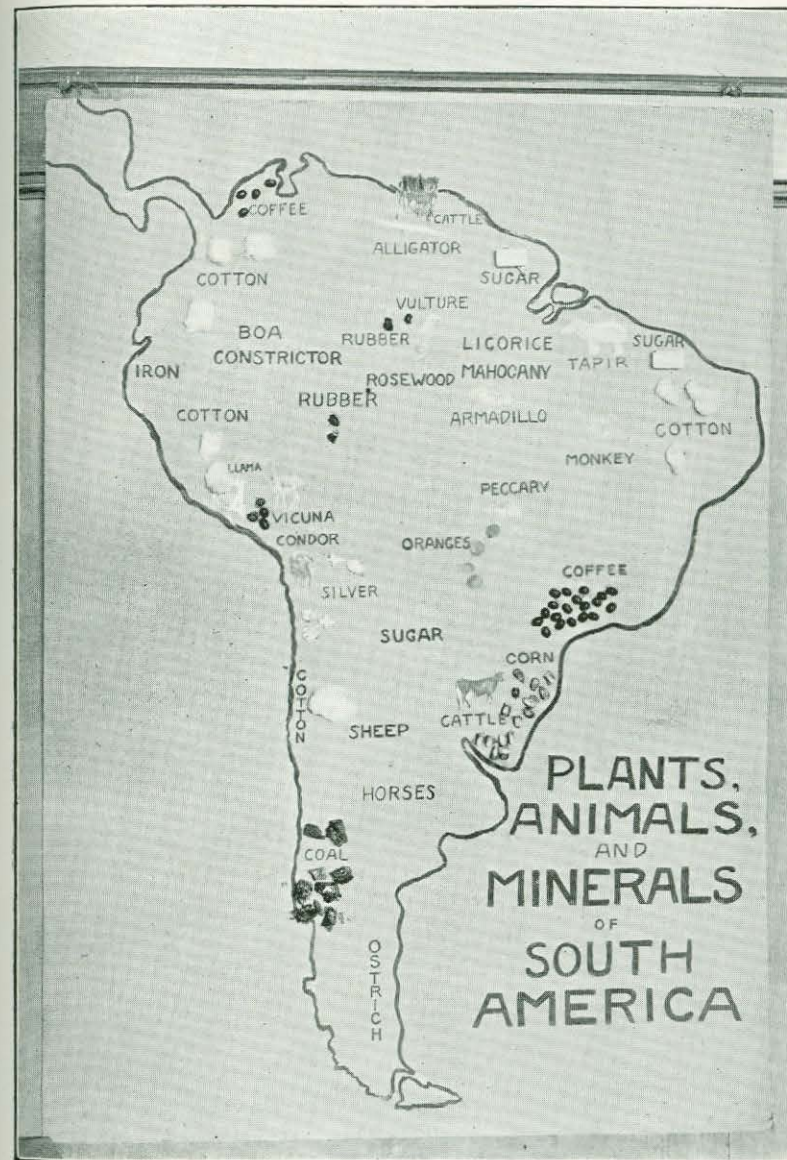 COFFEE
CATTLE
ALLIGATOR
COTTON
SUGAR
VULTURE
RUBBER
BOA
CONSTRICTOR
LICORICE
SUGAR
TAPIR
IRON
ROSEWOOD
MAHOCANY
RUBBER
COTTON
ARMADILLO
COTTON
MONKEY
LLAMA
PECCARY
VICUNA
CONDOR
ORANGES
COFFEE
SILVER
SUGAR
CORN
COTTON
CATTLE
SHEEP
HORSES
COAL
OSTRICH
PLANTS,
ANIMALS,
AND
MINERALS
OF
SOUTH
AMERICA